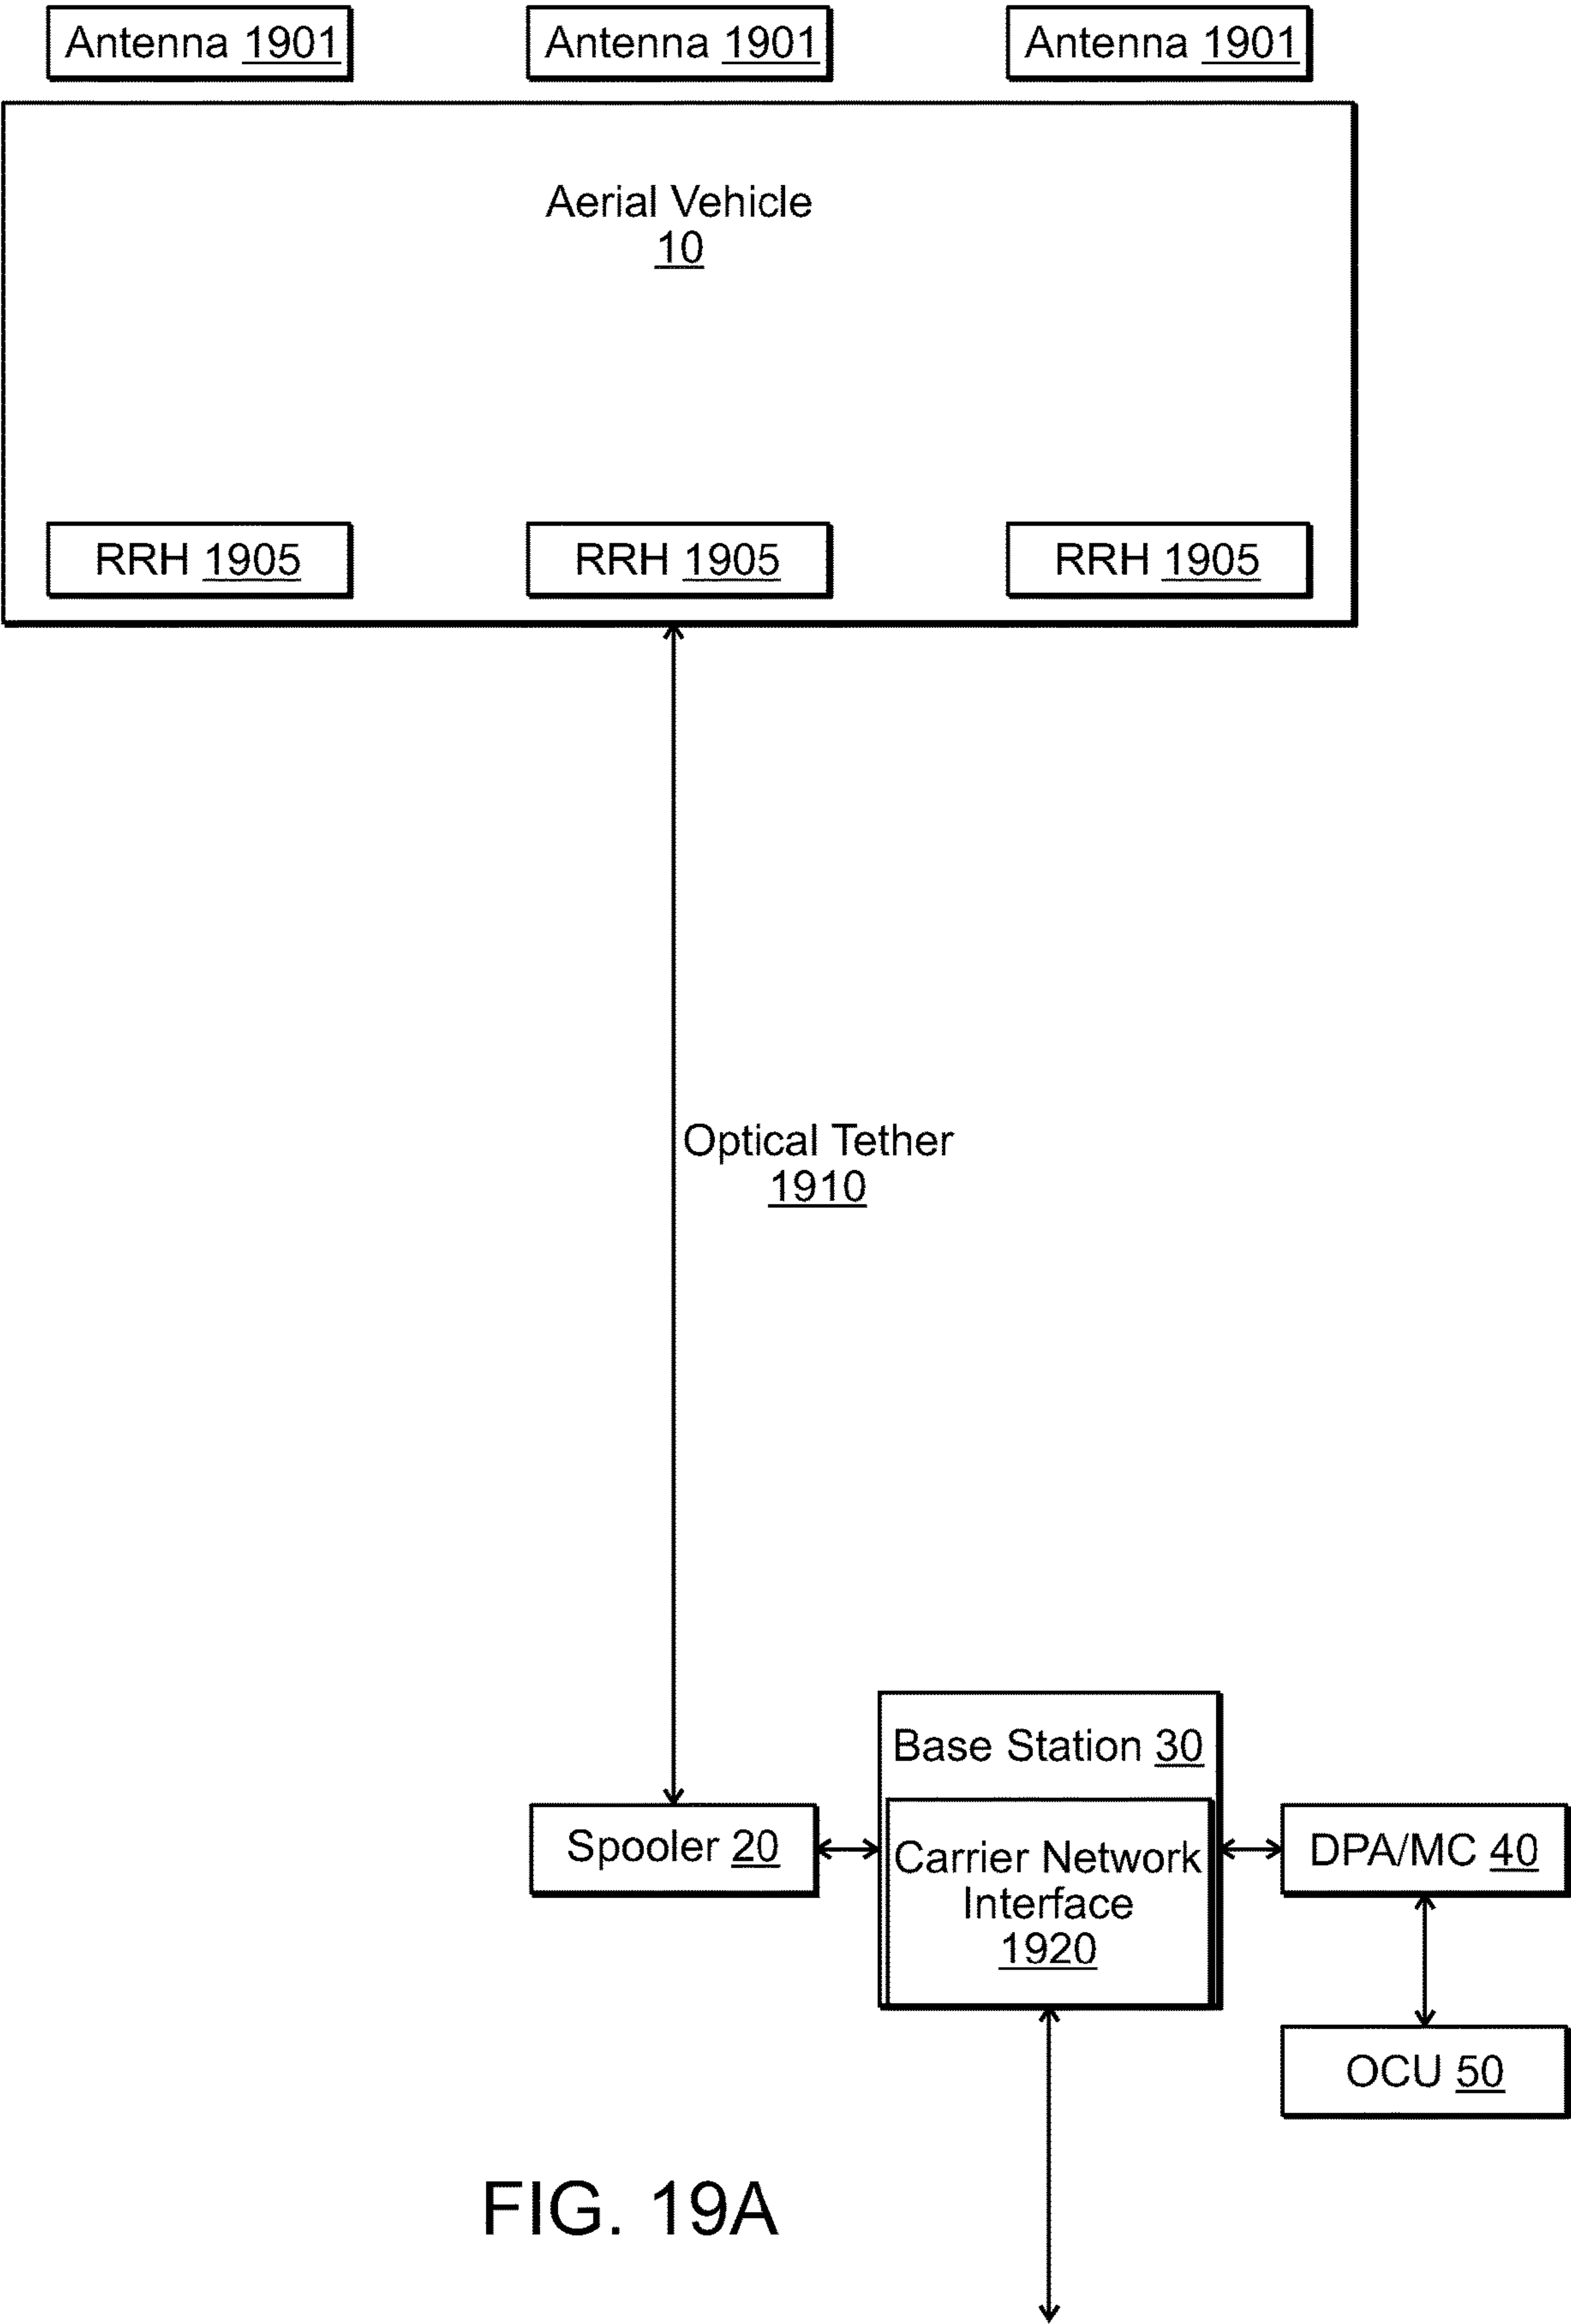 Antenna 1901
Antenna 1901
Antenna 1901
Aerial Vehicle
10
RRH 1905
RRH 1905
RRH 1905
Optical Tether
1910
Base Station 30
Spooler 20
Carrier Network
Interface
1920
DPA/MC 40
OCU 50
FIG. 19A